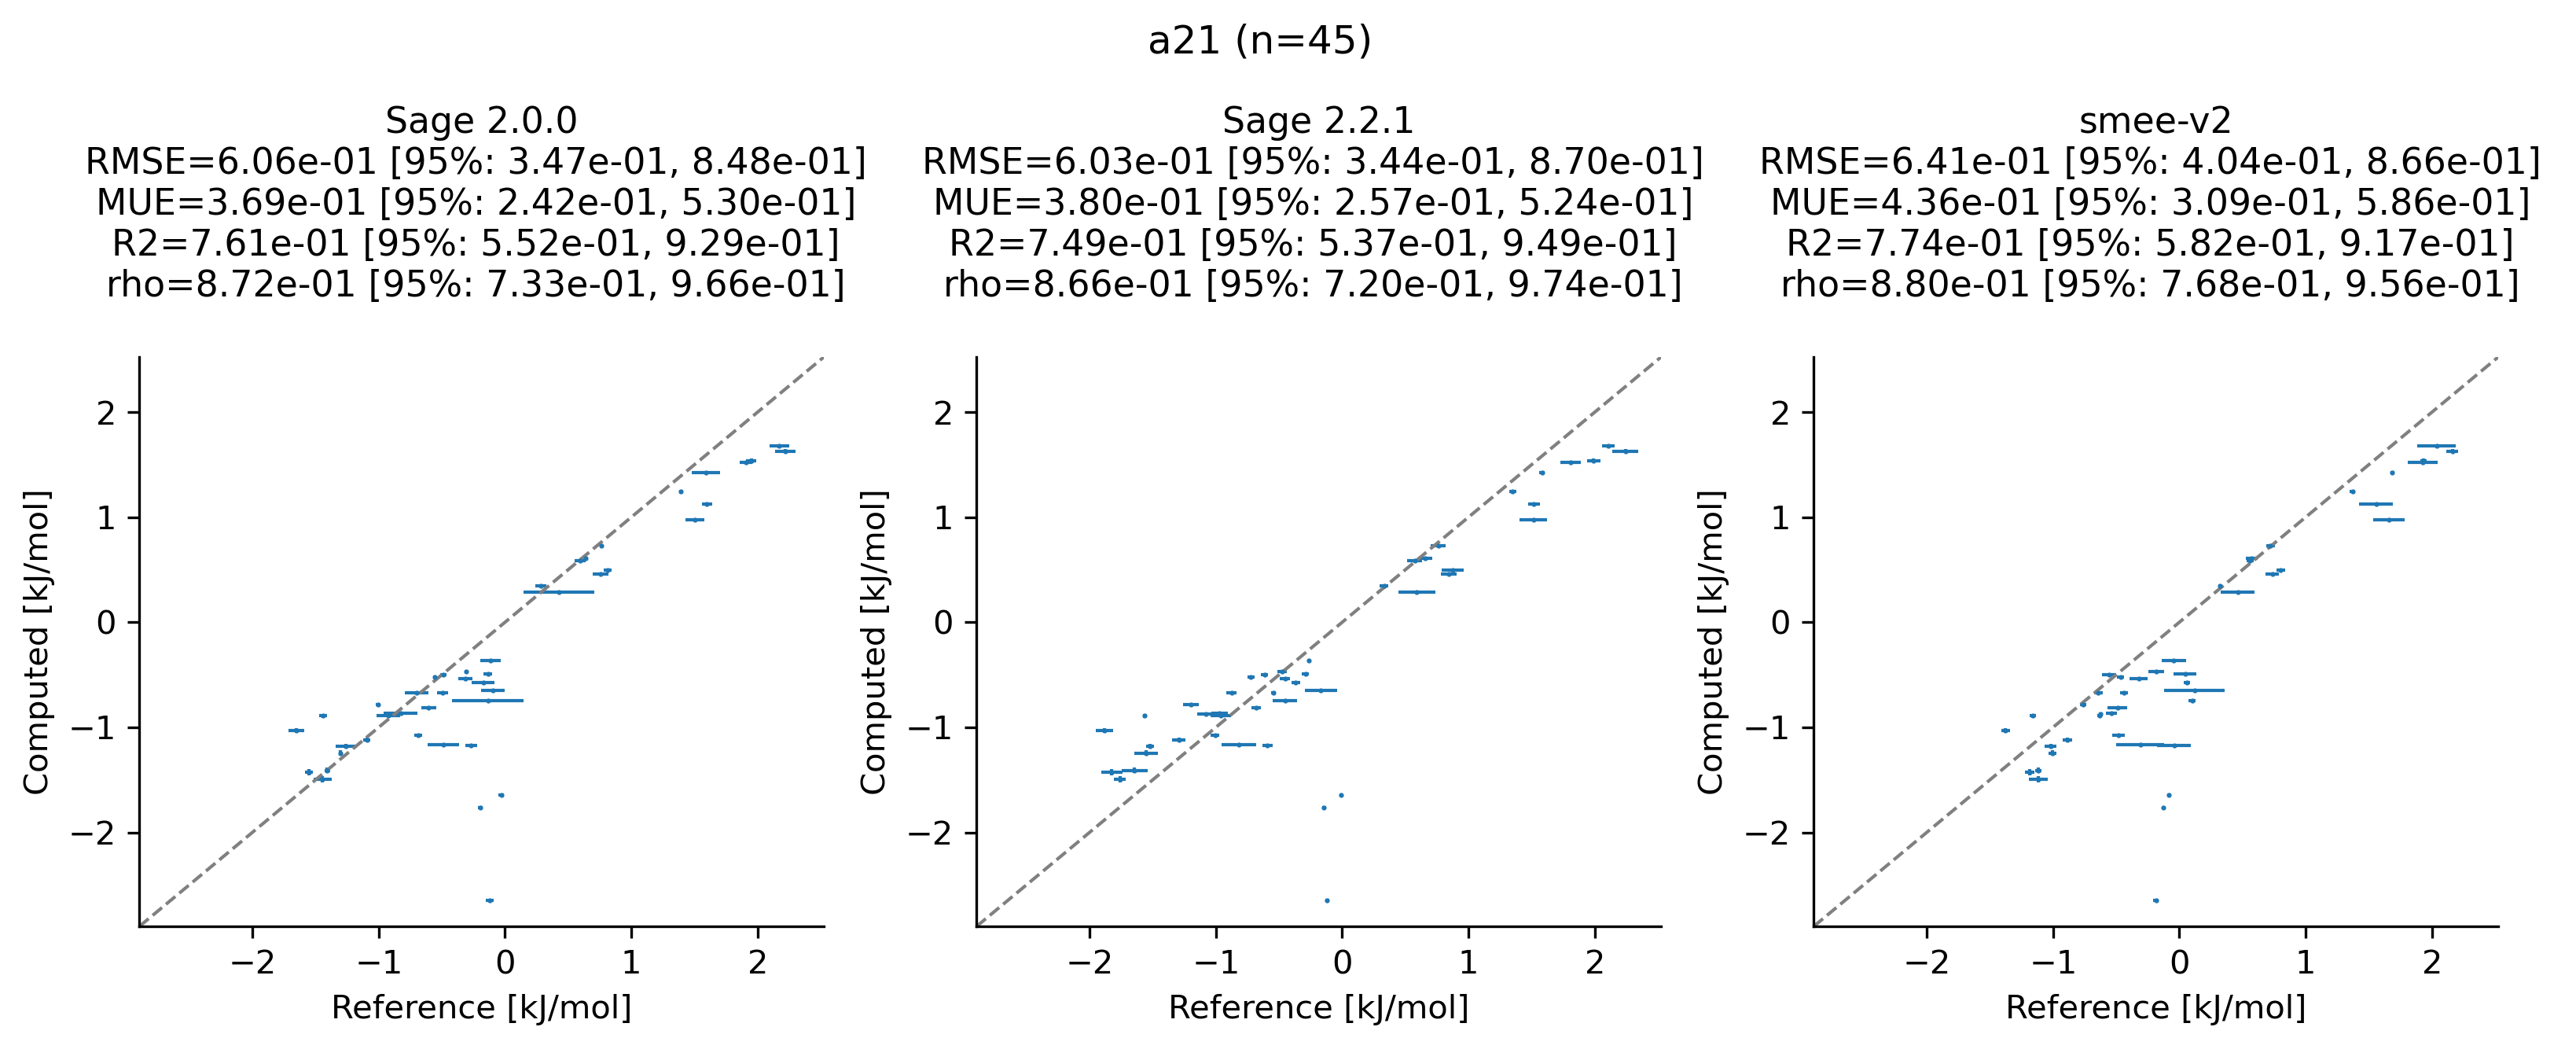 a21 (n=45)
Sage 2.0.0
RMSE=6.06e-01 [95%: 3.47e-01, 8.48e-01]
MUE=3.69e-01 [95%: 2.42e-01, 5.30e-01]
R2=7.61e-01 [95%: 5.52e-01, 9.29e-01]
rho=8.72e-01 [95%: 7.33e-01, 9.66e-01]
2
1
0
−1
−2
Computed [kJ/mol]
−2 −1 0 1 2
Reference [kJ/mol]
Sage 2.2.1
RMSE=6.03e-01 [95%: 3.44e-01, 8.70e-01]
MUE=3.80e-01 [95%: 2.57e-01, 5.24e-01]
R2=7.49e-01 [95%: 5.37e-01, 9.49e-01]
rho=8.66e-01 [95%: 7.20e-01, 9.74e-01]
2
1
0
−1
−2
Computed [kJ/mol]
−2 −1 0 1 2
Reference [kJ/mol]
smee-v2
RMSE=6.41e-01 [95%: 4.04e-01, 8.66e-01]
MUE=4.36e-01 [95%: 3.09e-01, 5.86e-01]
R2=7.74e-01 [95%: 5.82e-01, 9.17e-01]
rho=8.80e-01 [95%: 7.68e-01, 9.56e-01]
2
1
0
−1
−2
Computed [kJ/mol]
−2 −1 0 1 2
Reference [kJ/mol]